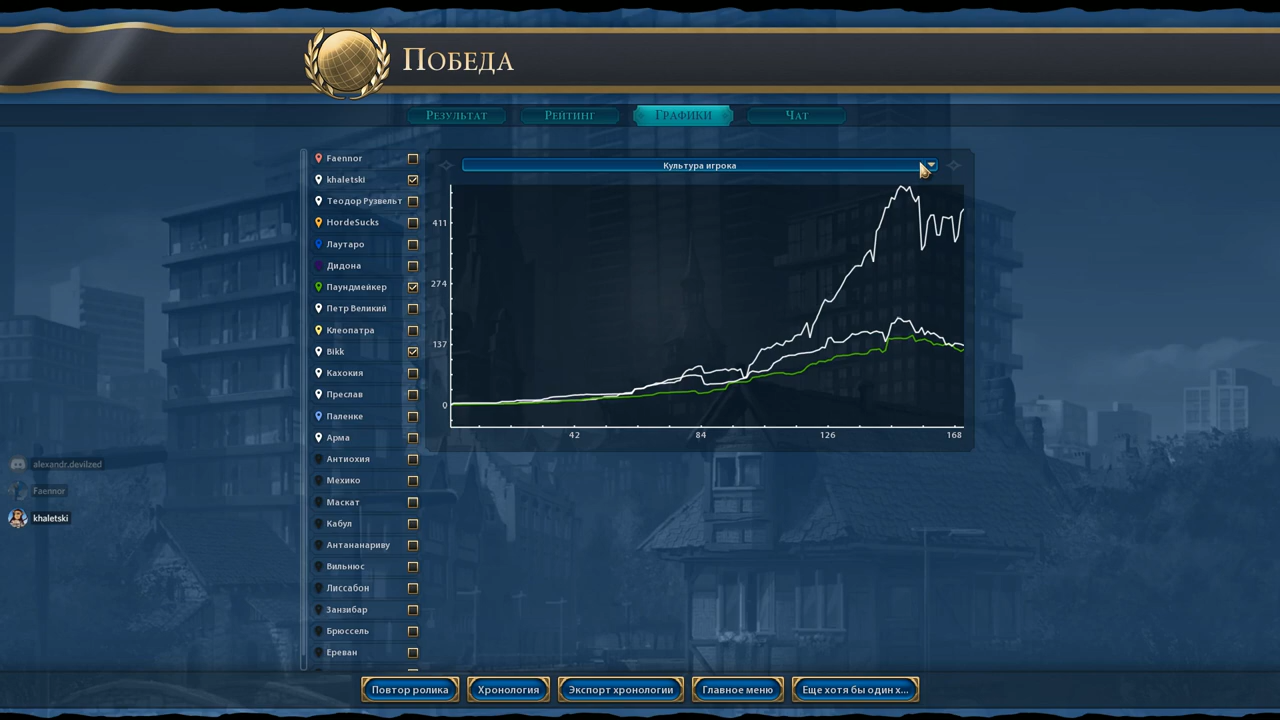 Победа
Результат
Рейтинг
Графики
Чат
Faennor
khaletski
Теодор Рузвельт
HordeSucks
Лаутаро
Дидона
Паундмейкер
Петр Великий
Клеопатра
Bikk
Кахокия
Преслав
Паленке
Арма
Антиохия
Мехико
Маскат
Кабул
Антананариву
Вильнюс
Лиссабон
Занзибар
Брюссель
Ереван
Культура игрока
411
274
137
0
42
84
126
168
alexandr.devilzed
Faennor
khaletski
Повтор ролика
Хронология
Экспорт хронологии
Главное меню
Еще хотя бы один х...